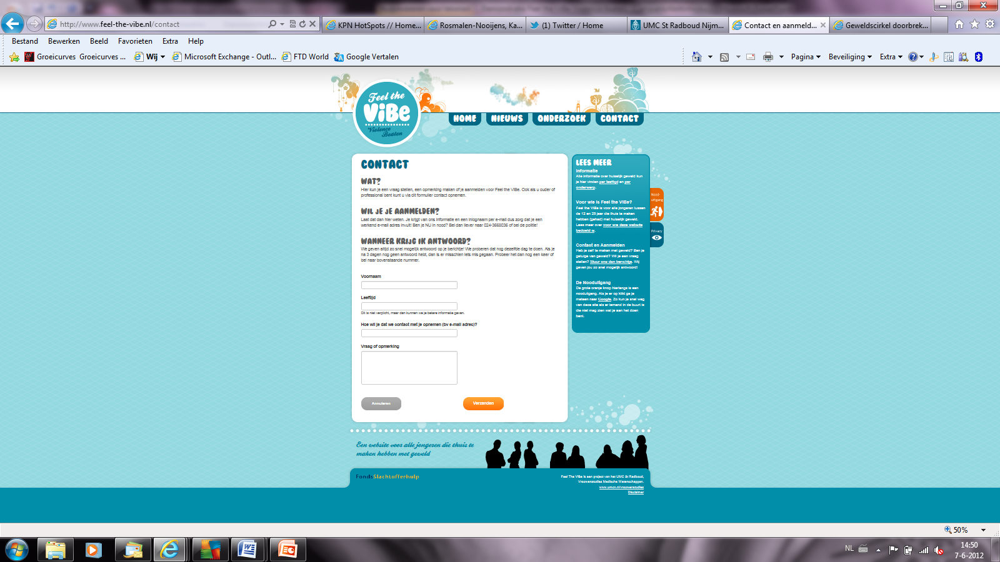 http://www.feel-the-vibe.nl/contact
KPN HotSpots // Home...
Rosmalen-Nooijens, Ka...
(1) Twitter / Home
UMC St Radboud Nijm...
Contact en aanmeld...
Geweldscirkel doorbrek...
Bestand Bewerken Beeld Favorieten Extra Help
Groeicurves Groeicurves ... Wij Microsoft Exchange - Outl... FTD World Google Vertalen
Pagina Beveiliging Extra
Feel the
ViBe
Violence
Beaten
HOME NIEUWS ONDERZOEK CONTACT
CONTACT
WAT?
Hier kun je een vraag stellen, een opmerking maken of je aanmelden voor Feel the ViBe. Ook als u ouder of
professional bent kunt u via dit formulier contact opnemen.
WIL JE JE AANMELDEN?
Laat dat dan hier weten. Je krijgt van ons informatie en een inlognaam per e-mail dus zorg dat je een
werkend e-mail adres invult! Ben je NU in nood? Bel dan liever naar 024-3668036 of bel de politie!
WANNEER KRIJG IK ANTWOORD?
We geven altijd zo snel mogelijk antwoord op je berichtje! We proberen dat nog dezelfde dag te doen. Als je
na 3 dagen nog geen antwoord hebt, dan is er misschien iets mis gegaan. Probeer het dan nog een keer of
bel naar bovenstaande nummer.
Voornaam
Leeftijd
Dit is niet verplicht, maar dan kunnen we je betere informatie geven.
Hoe wil je dat we contact met je opnemen (bv e-mail adres)?
Vraag of opmerking
Annuleren
Verzenden
LEES MEER
Informatie
Alle informatie over huiselijk geweld kun
je hier vinden per leeftijd en per
onderwerp.
Voor wie is Feel the ViBe?
Feel the ViBe is voor alle jongeren tussen
de 12 en 25 jaar die thuis te maken
hebben (gehad) met huiselijk geweld.
Lees meer over voor wie deze website
bedoeld is.
Contact en Aanmelden
Heb je zelf te maken met geweld? Ben je
getuige van geweld? Wil je een vraag
stellen? Stuur ons dan berichtje. Wij
geven jou zo snel mogelijk antwoord!
De Nooduitgang
De grote oranje knop hierlangs is een
nooduitgang. Als je er op klikt ga je
meteen naar Google. Zo kun je snel weg
van deze site als er iemand in de buurt is
die niet mag zien wat je aan het doen
bent.
Nood-
uitgang
Privacy
Een website voor alle jongeren die thuis te
maken hebben met geweld
FondsSlachtofferhulp
Feel The ViBe is een project van het UMC St Radboud,
Vrouwenstudies Medische Wetenschappen.
www.umcn.nl/vrouwenstudies
Disclaimer
50%
NL
14:50
7-6-2012